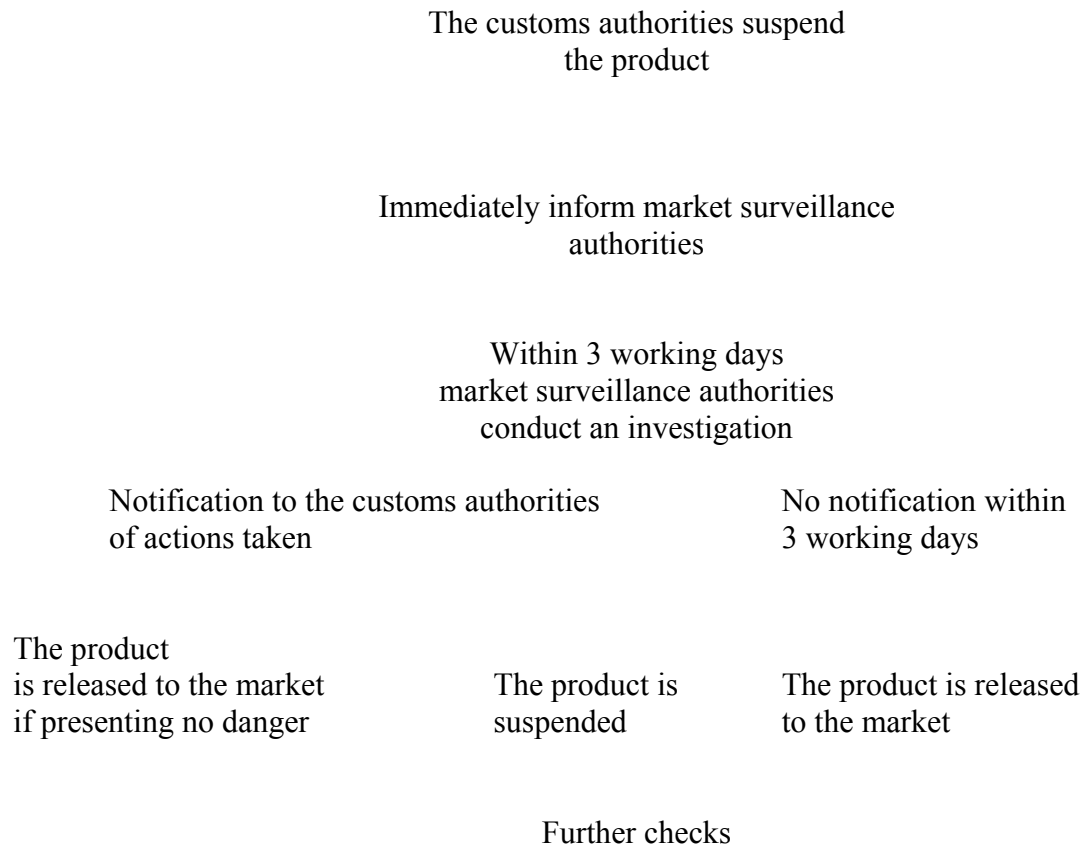 The customs authorities suspend
the product
Immediately inform market surveillance
authorities
Within 3 working days
market surveillance authorities
conduct an investigation
Notification to the customs authorities
of actions taken
No notification within
3 working days
The product
is released to the market
if presenting no danger
The product is
suspended
The product is released
to the market
Further checks